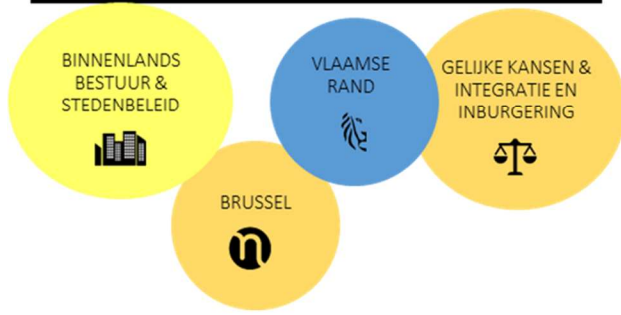 BINNENLANDS
BESTUUR &
STEDENBELEID
VLAAMSE
RAND
GELIJKE KANSEN &
INTEGRATIE EN
INBURGERING
BRUSSEL
n